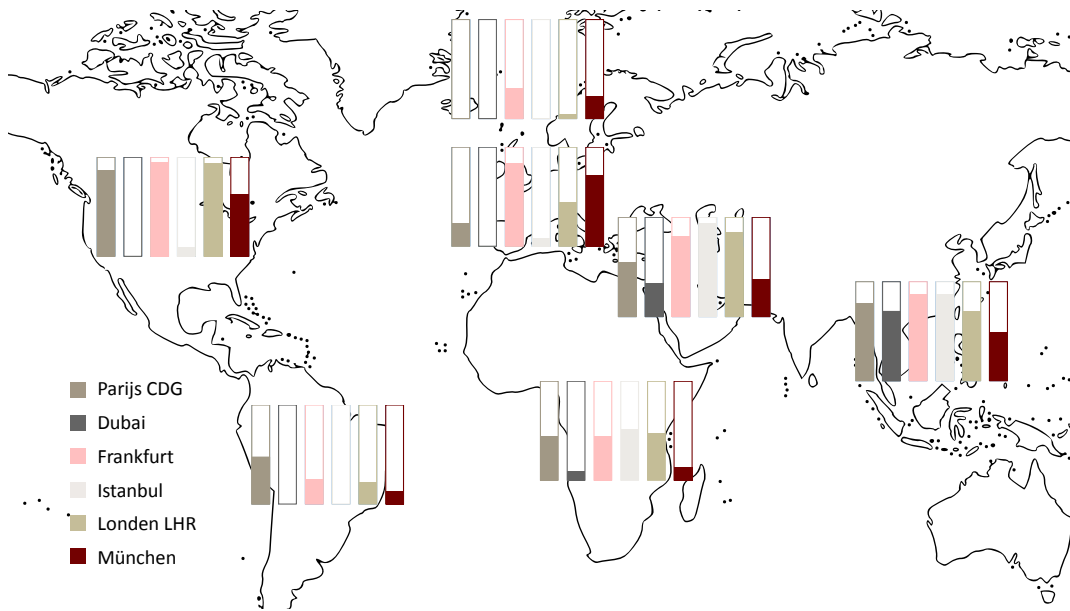 Parijs CDG
Dubai
Frankfurt
Istanbul
Londen LHR
München